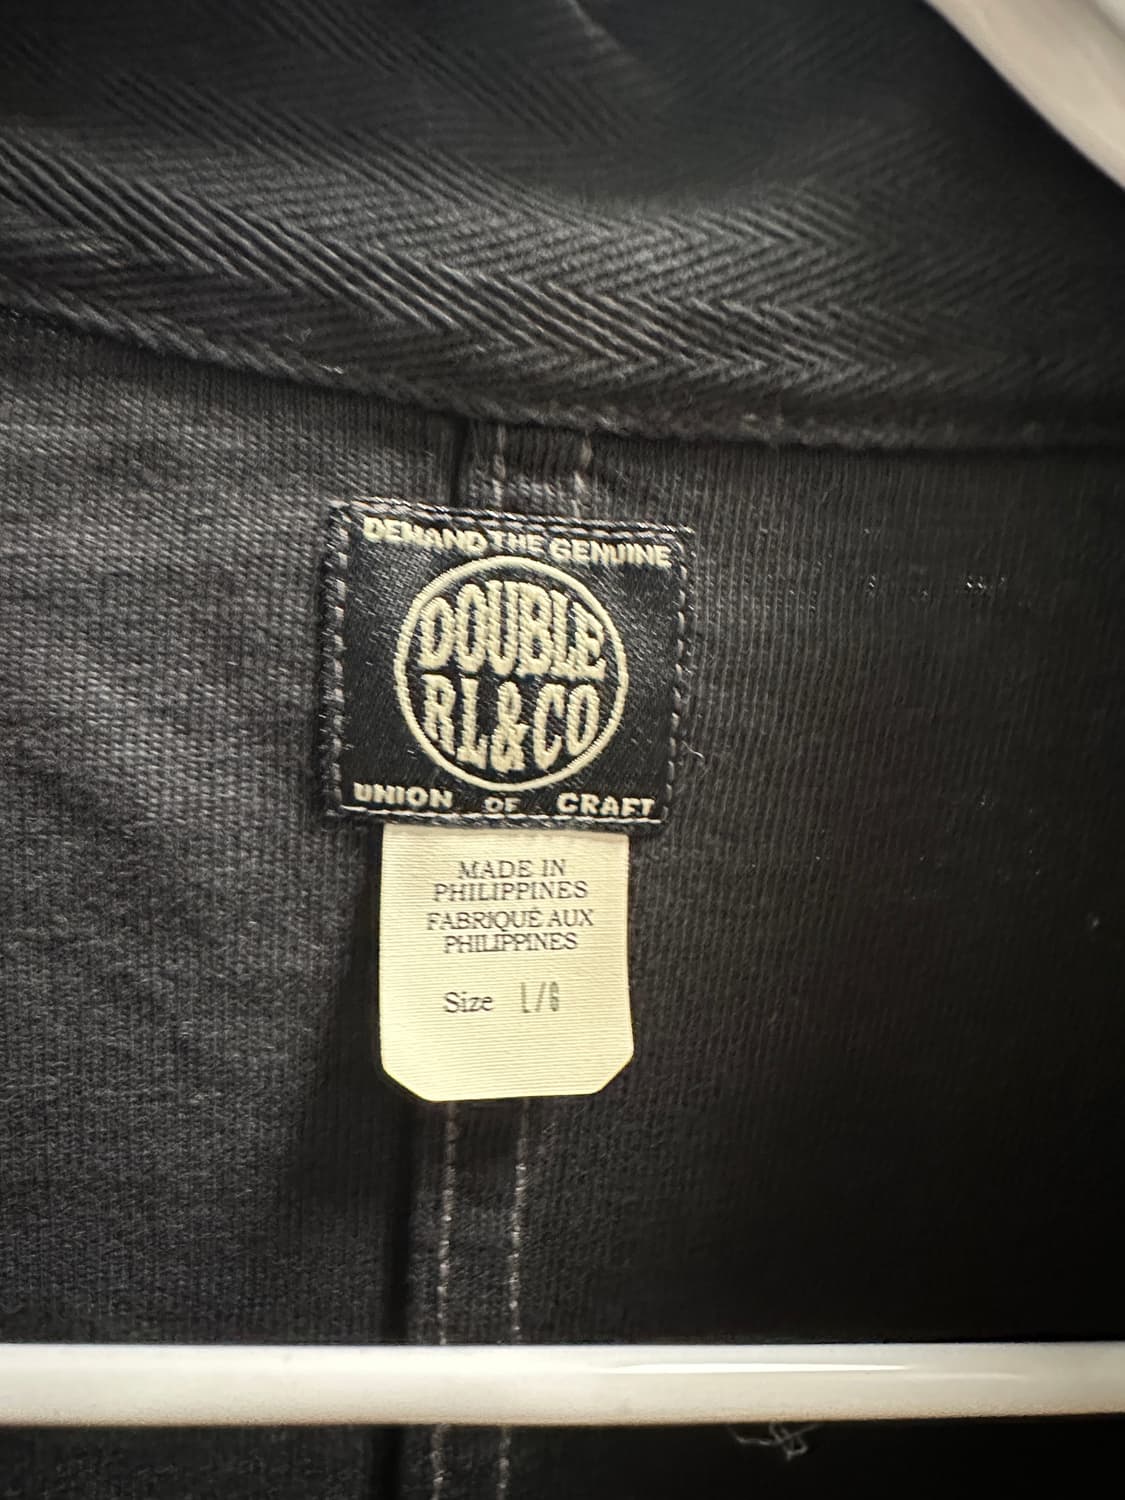 DEMAND THE GENUINE
DOUBLE
RL&CO
UNION OF CRAFT
MADE IN
PHILIPPINES
FABRIQUÉ AUX
PHILIPPINES
Size L/G